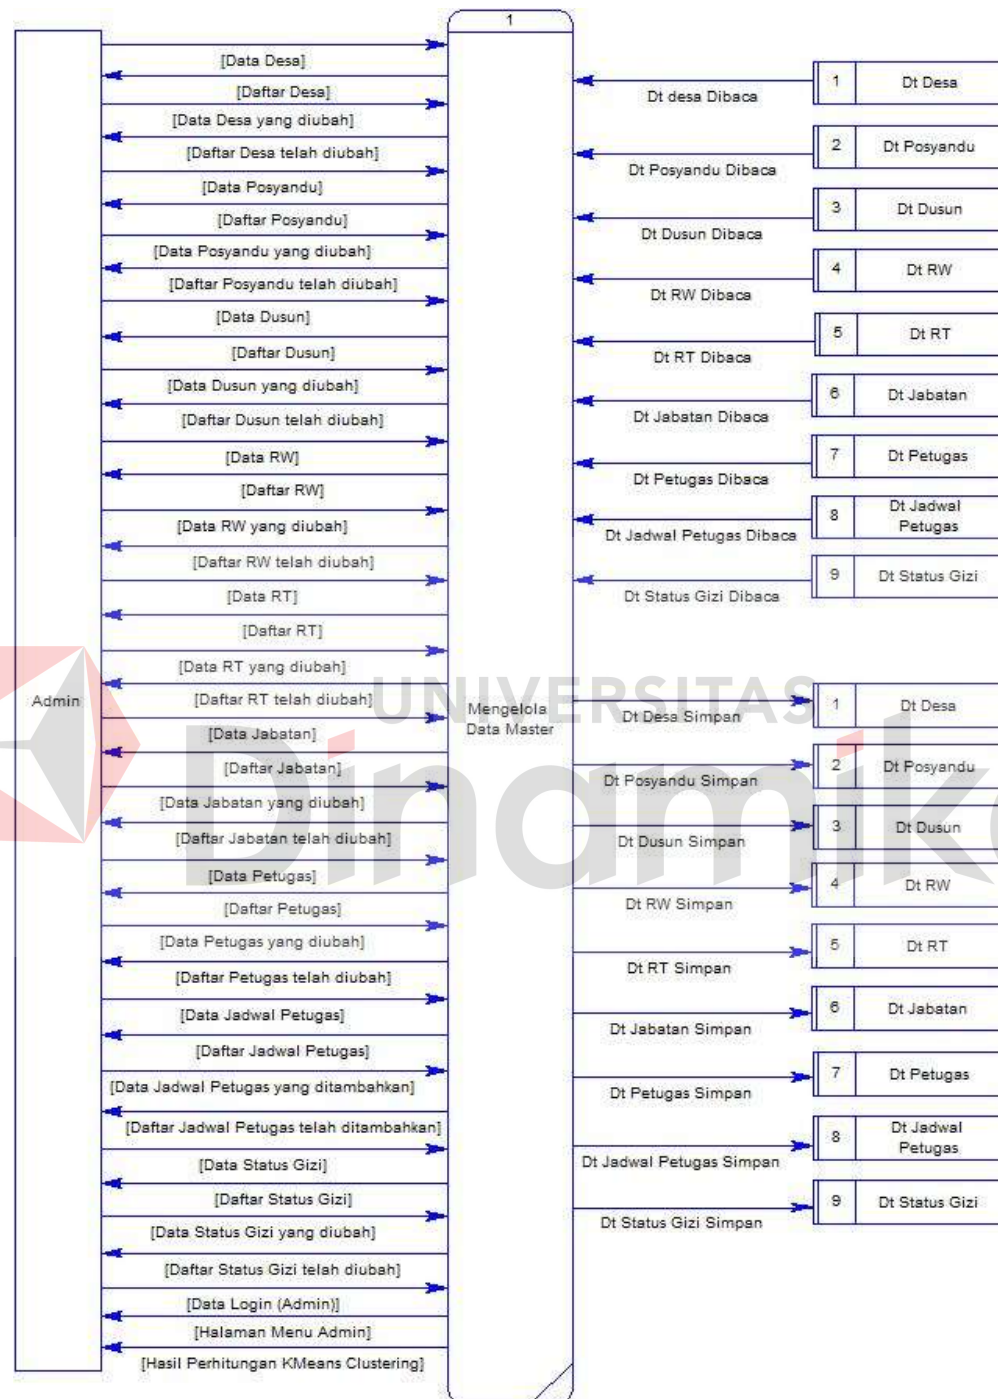 1
[Data Desa]
[Daftar Desa]
[Data Desa yang diubah]
[Daftar Desa telah diubah]
[Data Posyandu]
[Daftar Posyandu]
[Data Posyandu yang diubah]
[Daftar Posyandu telah diubah]
[Data Dusun]
[Daftar Dusun]
[Data Dusun yang diubah]
[Daftar Dusun telah diubah]
[Data RW]
[Daftar RW]
[Data RW yang diubah]
[Daftar RW telah diubah]
[Data RT]
[Daftar RT]
[Data RT yang diubah]
[Daftar RT telah diubah]
[Data Jabatan]
[Daftar Jabatan]
[Data Jabatan yang diubah]
[Daftar Jabatan telah diubah]
[Data Petugas]
[Daftar Petugas]
[Data Petugas yang diubah]
[Daftar Petugas telah diubah]
[Data Jadwal Petugas]
[Daftar Jadwal Petugas]
[Data Jadwal Petugas yang ditambahkan]
[Daftar Jadwal Petugas telah ditambahkan]
[Data Status Gizi]
[Daftar Status Gizi]
[Data Status Gizi yang diubah]
[Daftar Status Gizi telah diubah]
[Data Login (Admin)]
[Halaman Menu Admin]
[Hasil Perhitungan KMeans Clustering]
Admin
Mengelola
Data Master
UNIVERSITAS
Dinamika
Dt desa Dibaca
1 Dt Desa
Dt Posyandu Dibaca
2 Dt Posyandu
Dt Dusun Dibaca
3 Dt Dusun
Dt RW Dibaca
4 Dt RW
Dt RT Dibaca
5 Dt RT
Dt Jabatan Dibaca
6 Dt Jabatan
Dt Petugas Dibaca
7 Dt Petugas
Dt Jadwal Petugas Dibaca
8 Dt Jadwal
Petugas
Dt Status Gizi Dibaca
9 Dt Status Gizi
Dt Desa Simpan
1 Dt Desa
Dt Posyandu Simpan
2 Dt Posyandu
Dt Dusun Simpan
3 Dt Dusun
Dt RW Simpan
4 Dt RW
Dt RT Simpan
5 Dt RT
Dt Jabatan Simpan
6 Dt Jabatan
Dt Petugas Simpan
7 Dt Petugas
Dt Jadwal Petugas Simpan
8 Dt Jadwal
Petugas
Dt Status Gizi Simpan
9 Dt Status Gizi